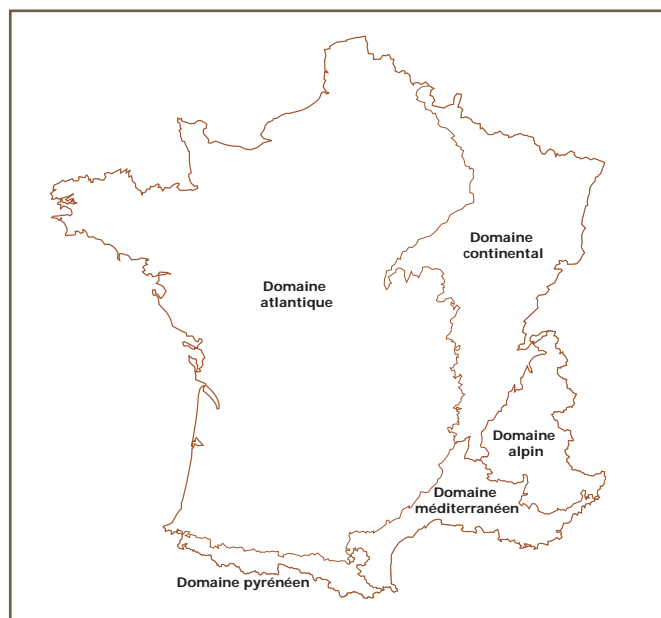 Domaine
continental
Domaine
atlantique
Domaine
alpin
Domaine
méditerranéen
Domaine pyrénéen